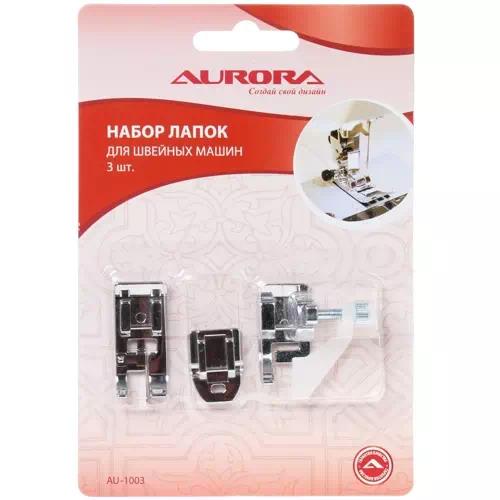 AURORA
Создай свой дизайн
НАБОР ЛАПОК
ДЛЯ ШВЕЙНЫХ МАШИН
3 шт.
AU-1003